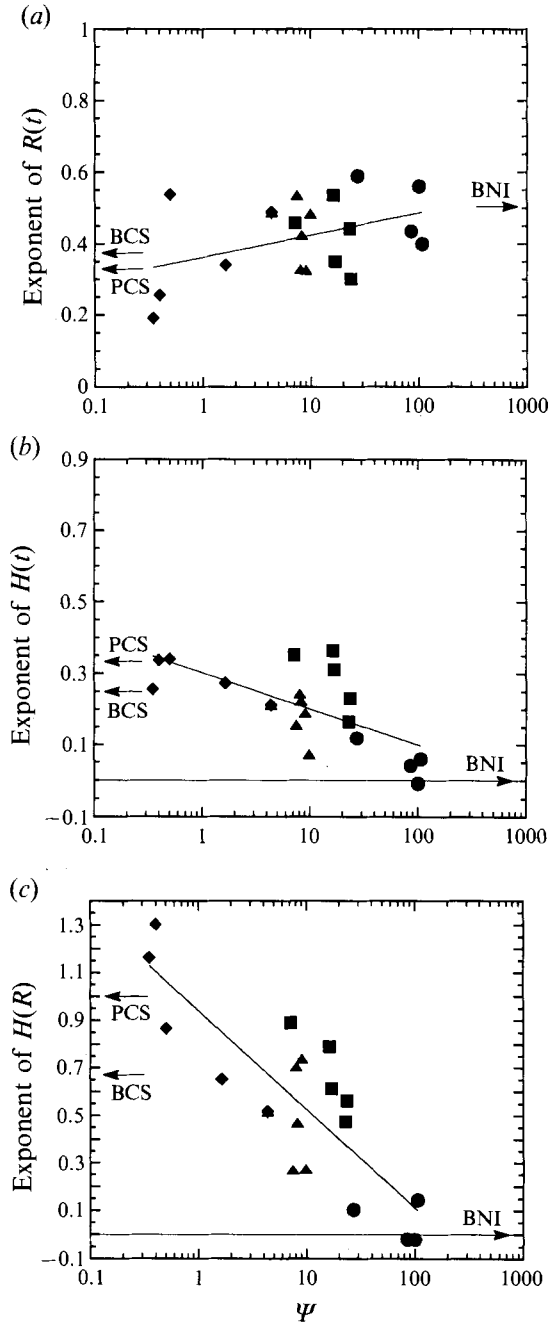 (a)
1
0.8
0.6
0.4
0.2
0
Exponent of R(t)
BCS
PCS
BNI
0.1
1
10
100
1000
(b)
0.9
0.7
0.5
0.3
0.1
−0.1
Exponent of H(t)
PCS
BCS
BNI
0.1
1
10
100
1000
(c)
1.3
1.1
0.9
0.7
0.5
0.3
0.1
−0.1
Exponent of H(R)
PCS
BCS
BNI
0.1
1
10
100
1000
Ψ